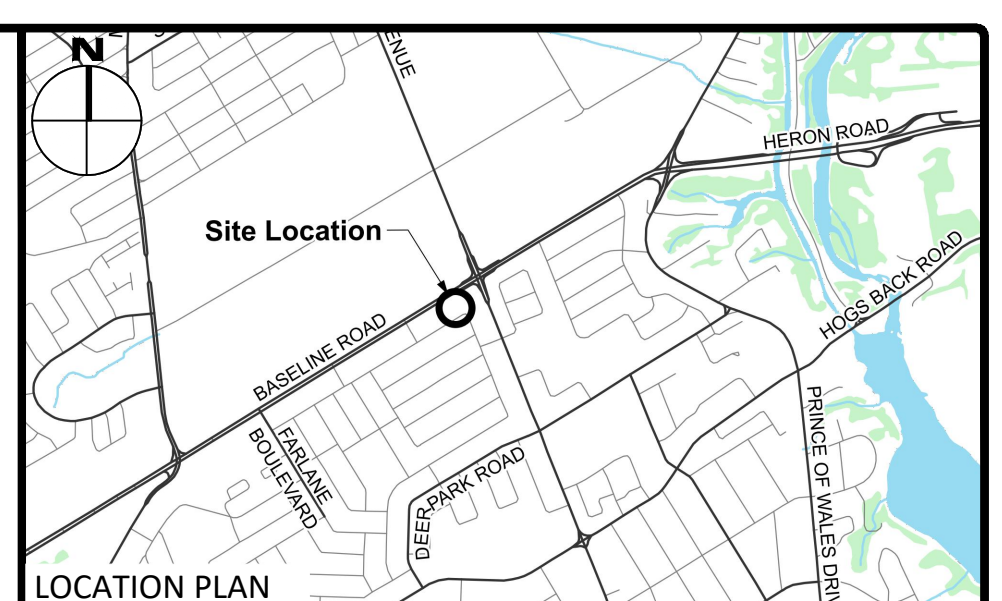 N
ENUE
HERON ROAD
Site Location
HOGS BACK ROAD
BASELINE ROAD
FARLANE
BOULEVARD
PRINCE OF WALES DRIV
DEER PARK ROAD
LOCATION PLAN